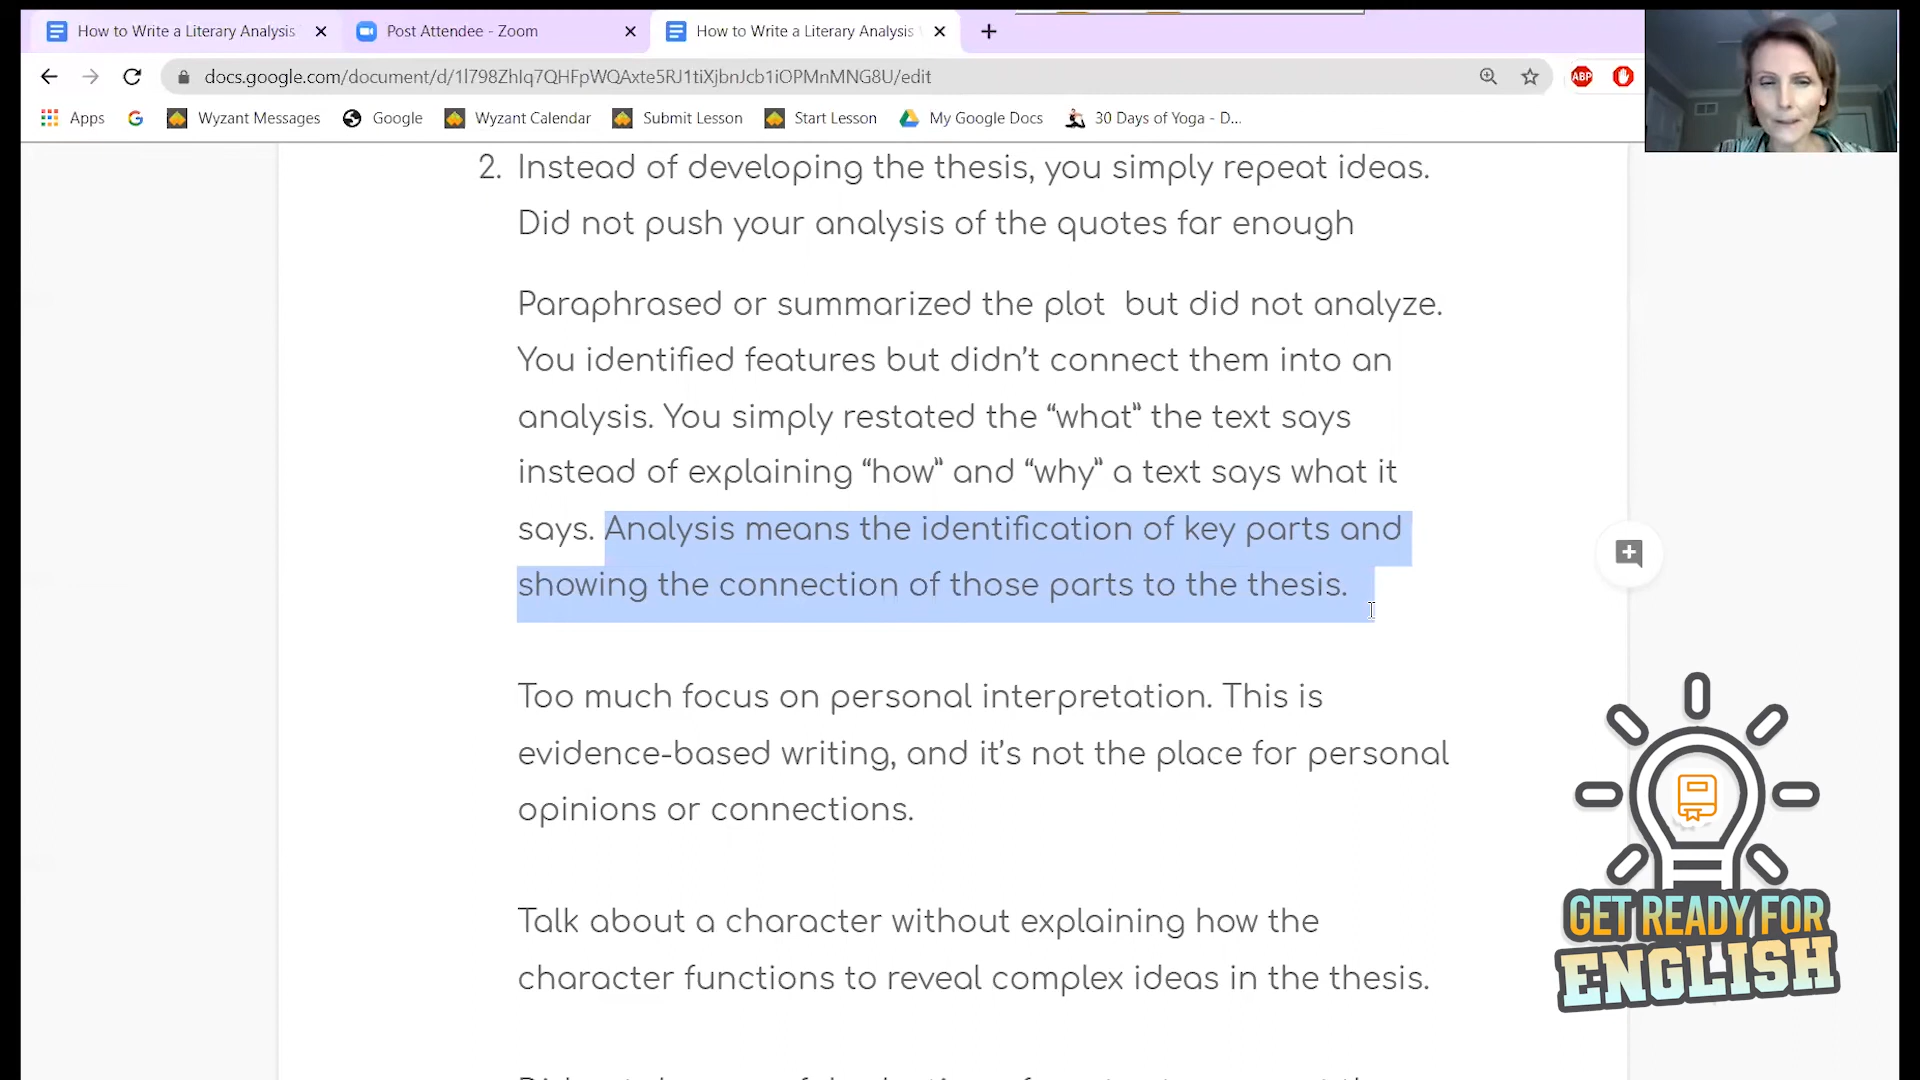 How to Write a Literary Analysis
Post Attendee - Zoom
How to Write a Literary Analysis
docs.google.com/document/d/1l798ZhIq7QHFpWQAxte5RJ1tiXjbnJcb1iOPMnMNG8U/edit
ABP
Apps
Wyzant Messages
Google
Wyzant Calendar
Submit Lesson
Start Lesson
My Google Docs
30 Days of Yoga - D...
2. Instead of developing the thesis, you simply repeat ideas.
Did not push your analysis of the quotes far enough
Paraphrased or summarized the plot but did not analyze.
You identified features but didn't connect them into an
analysis. You simply restated the “what” the text says
instead of explaining “how” and “why” a text says what it
says. Analysis means the identification of key parts and
showing the connection of those parts to the thesis.
Too much focus on personal interpretation. This is
evidence-based writing, and it's not the place for personal
opinions or connections.
Talk about a character without explaining how the
character functions to reveal complex ideas in the thesis.
GET READY FOR
ENGLISH